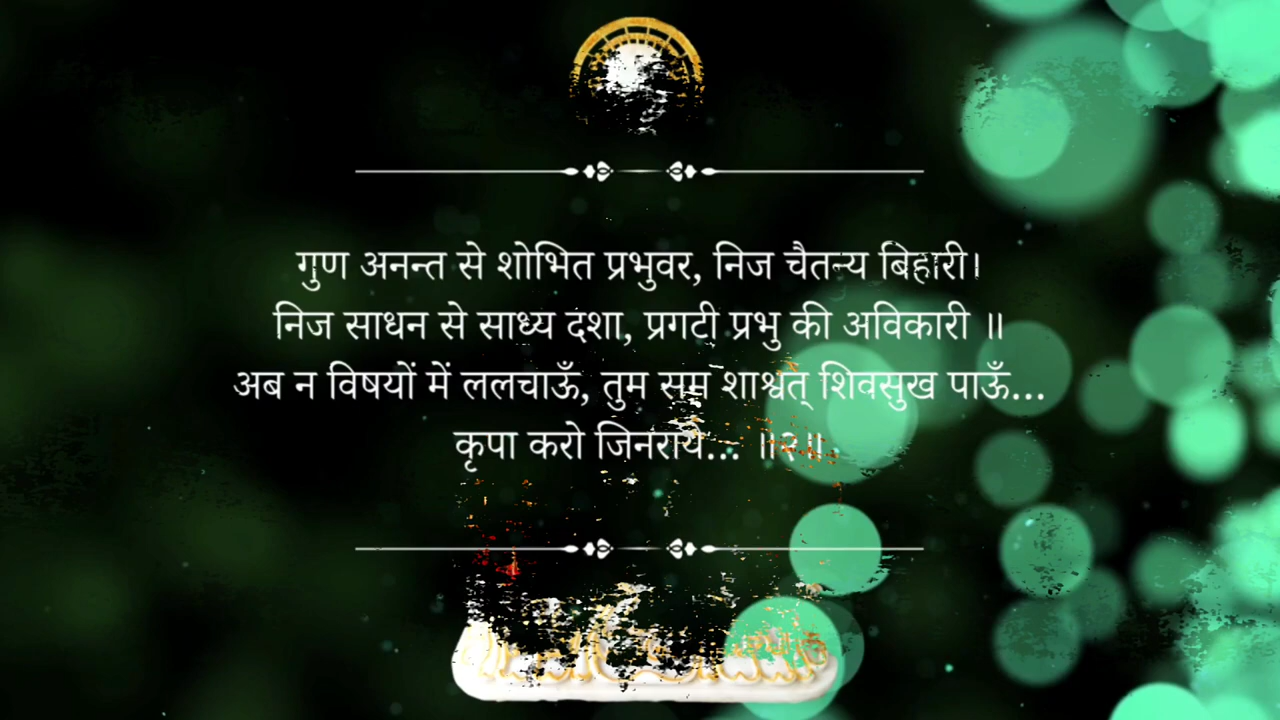 गुण अनन्त से शोभित प्रभुवर, निज चैतन्य बिहारी।
निज साधन से साध्य दशा, प्रगटी प्रभु की अविकारी ॥
अब न विषयों में ललचाऊँ, तुम सम शाश्वत् शिवसुख पाऊँ...
कृपा करो जिनराये... ॥२॥